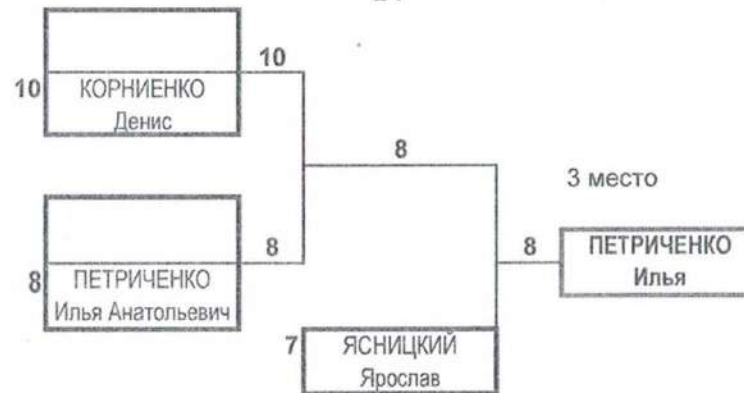 10
10
КОРНИЕНКО
Денис
8
3 место
8
8
8
ПЕТРИЧЕНКО
Илья
ПЕТРИЧЕНКО
Илья Анатольевич
7
ЯСНИЦКИЙ
Ярослав